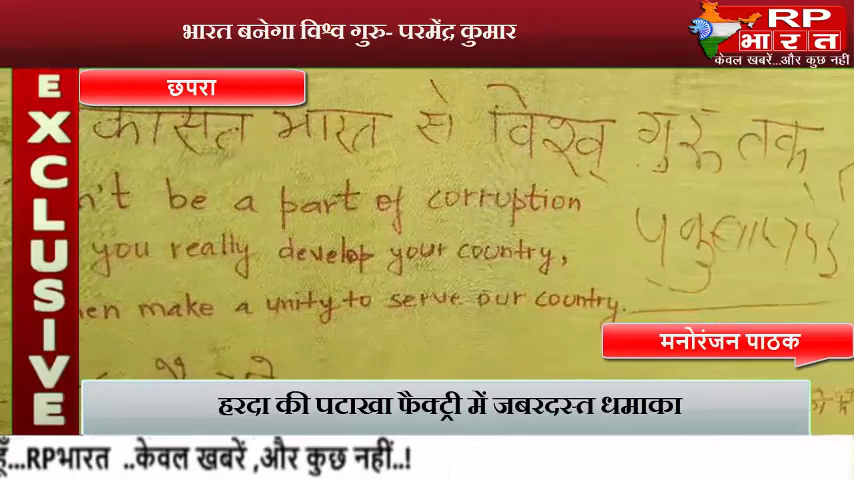 भारत बनेगा विश्व गुरु- परमेंद्र कुमार
RP
भारत
केवल खबरें...और कुछ नहीं
EXCLUSIVE
छपरा
भारत से विश्व गुरू तक
be a part of corruption
you really develop your country,
make a unity to serve our country.
मनोरंजन पाठक
हरदा की पटाखा फैक्ट्री में जबरदस्त धमाका
हूँ...RPभारत ..केवल खबरें ,और कुछ नहीं..!